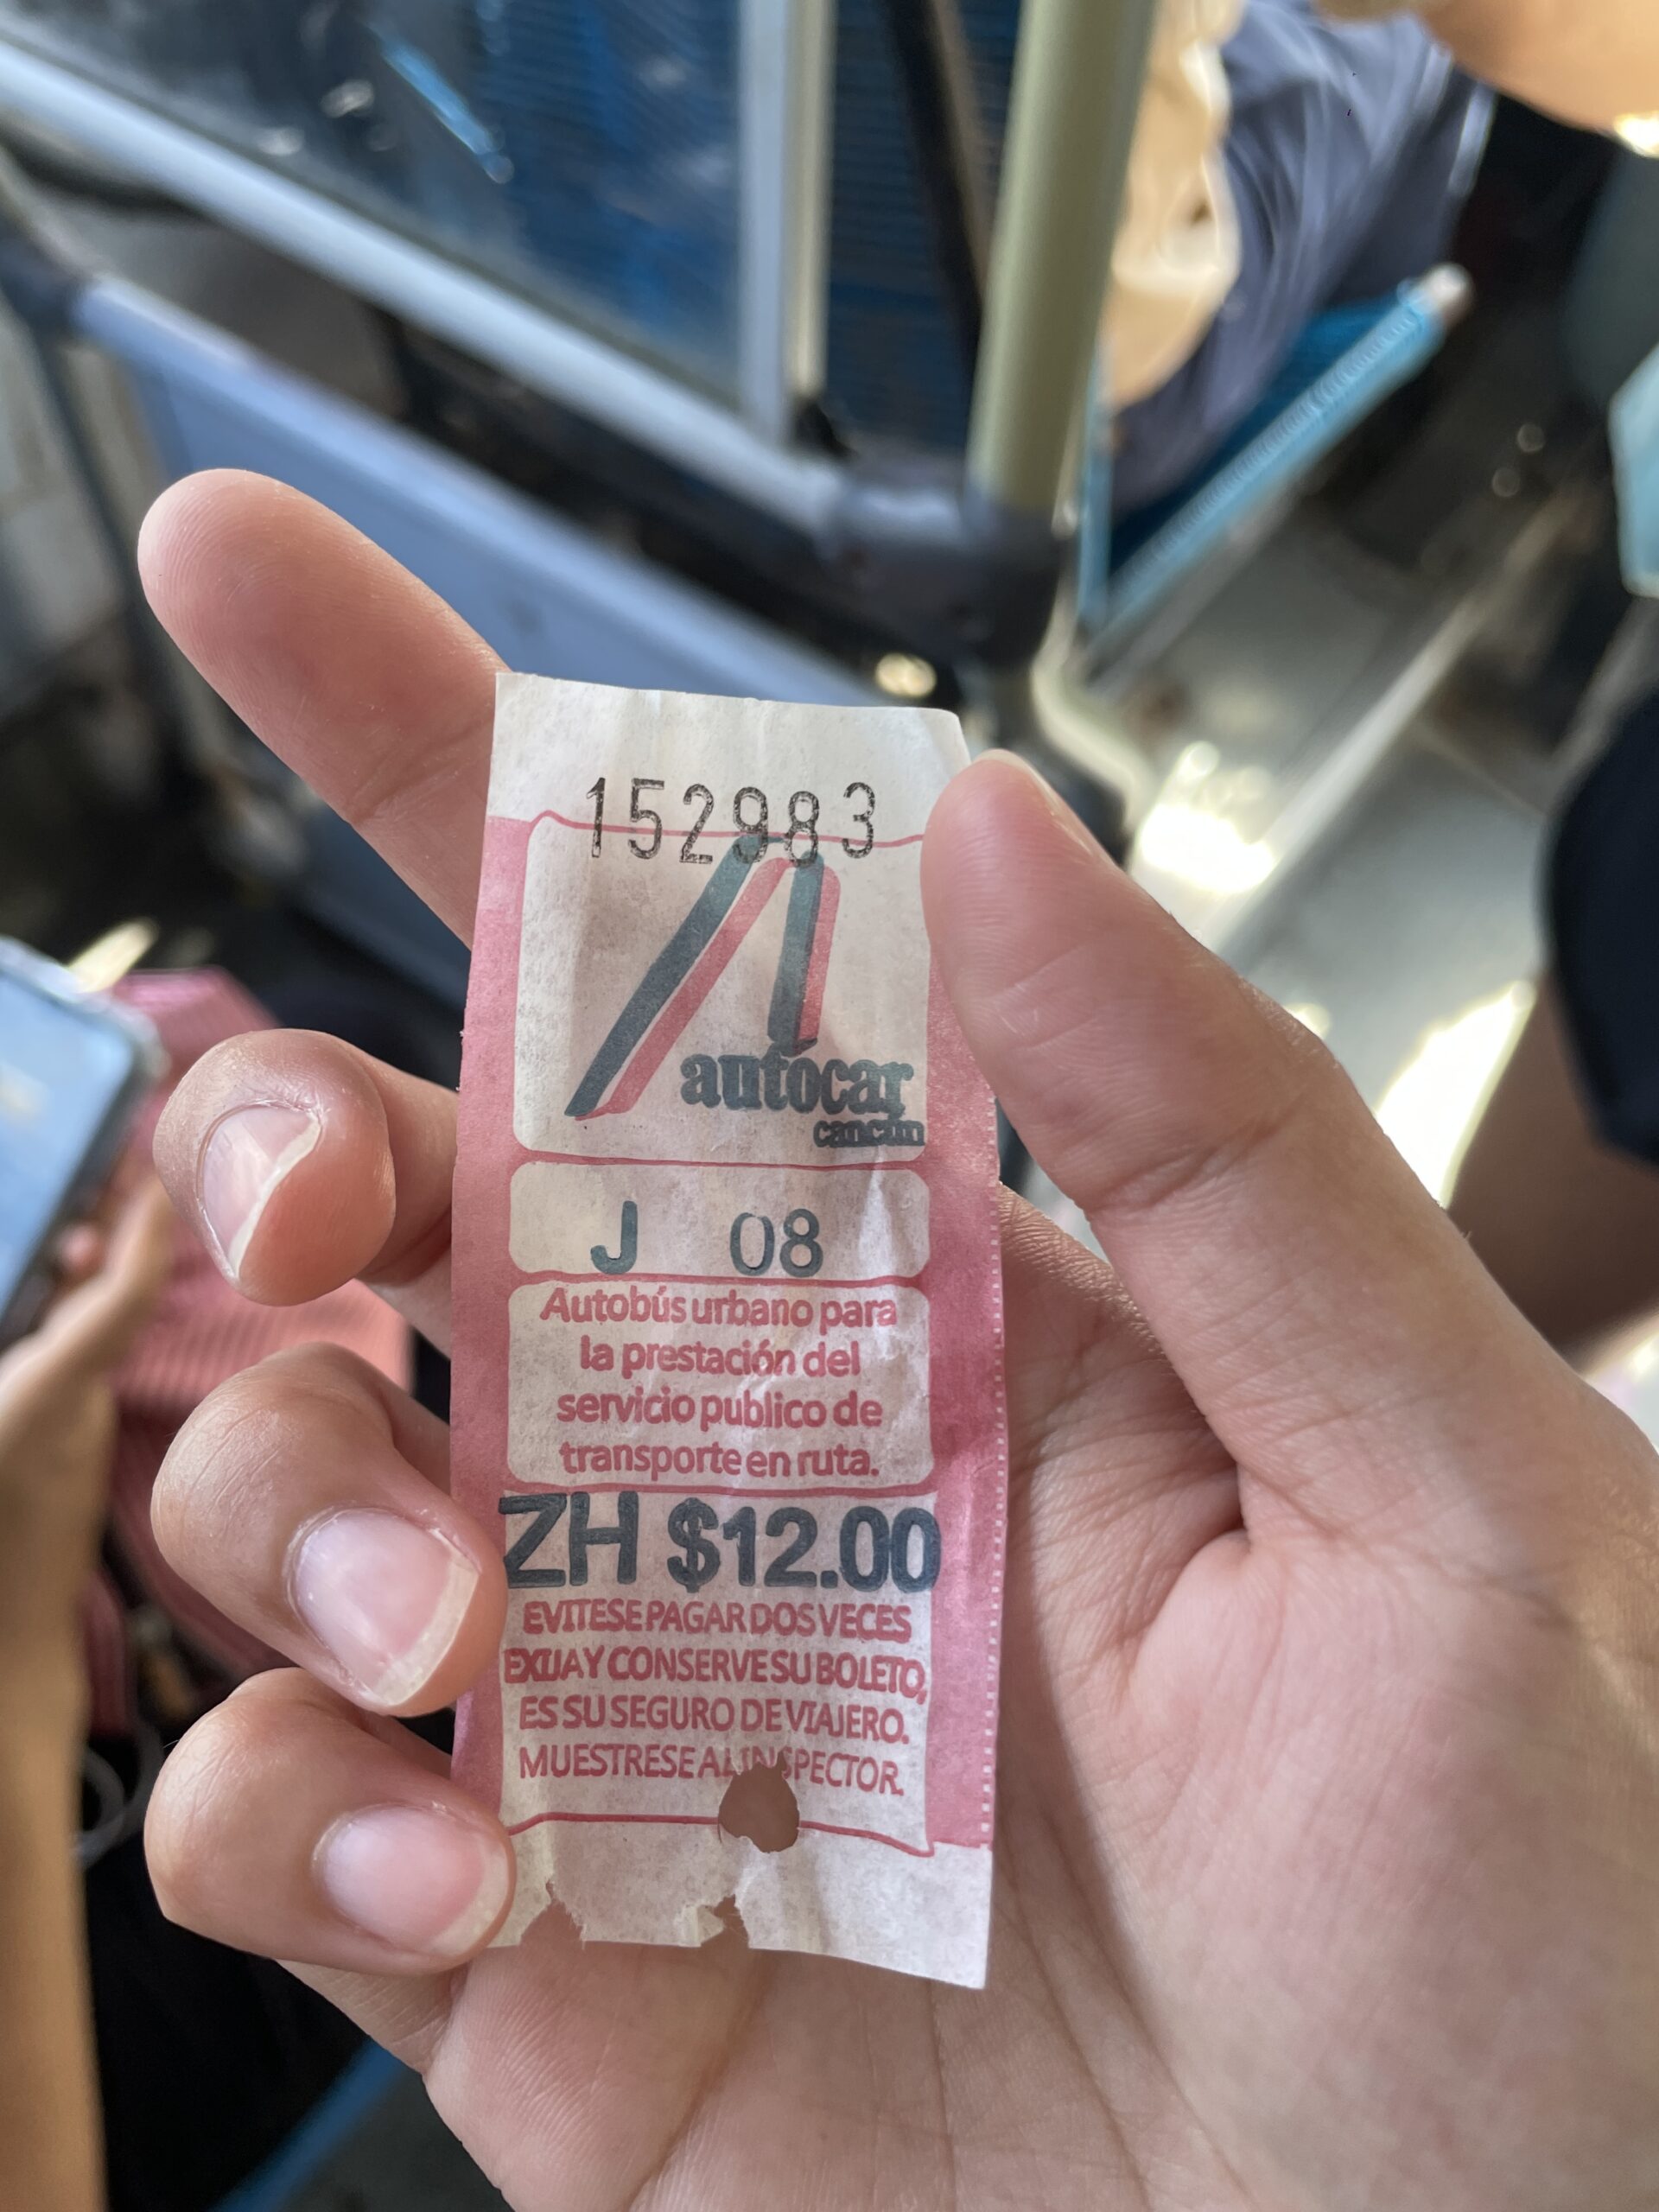 152983
autocar
cancún
J 08
Autobús urbano para
la prestación del
servicio publico de
transporte en ruta.
ZH $12.00
EVITESE PAGAR DOS VECES
EXIJA Y CONSERVE SU BOLETO,
ES SU SEGURO DE VIAJERO.
MUESTRESE AL INSPECTOR.